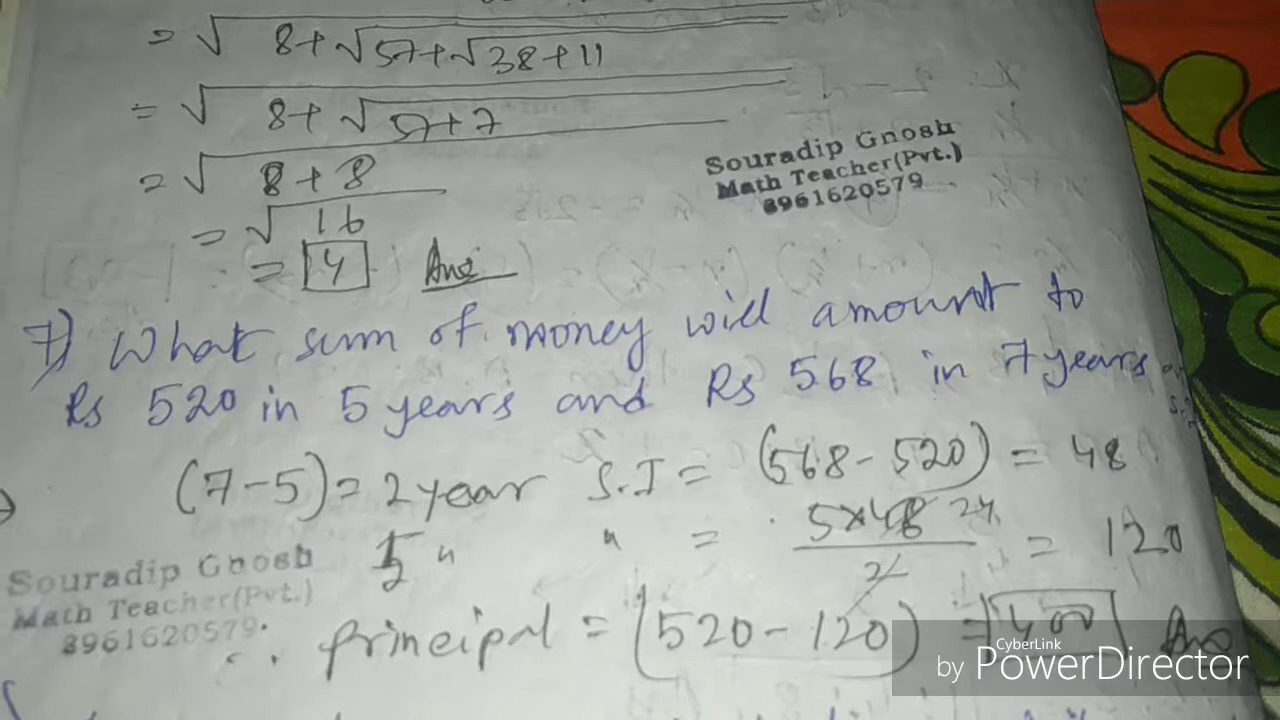 = √8+√57+√38+11
= √8+√57+7
= √8+8
= √16
= 4 Ans
Souradip Ghosh
Math Teacher(Pvt.)
8961620579
7) What sum of money will amount to
Rs 520 in 5 years and Rs 568 in 7 years
(7-5)=2 year S.I = (568-520) = 48
5 " " = 5×48 24 / 2 = 120
Souradip Ghosh
Math Teacher(Pvt.)
8961620579
∴ principal = (520-120) = 400 Ans
CyberLink
by PowerDirector